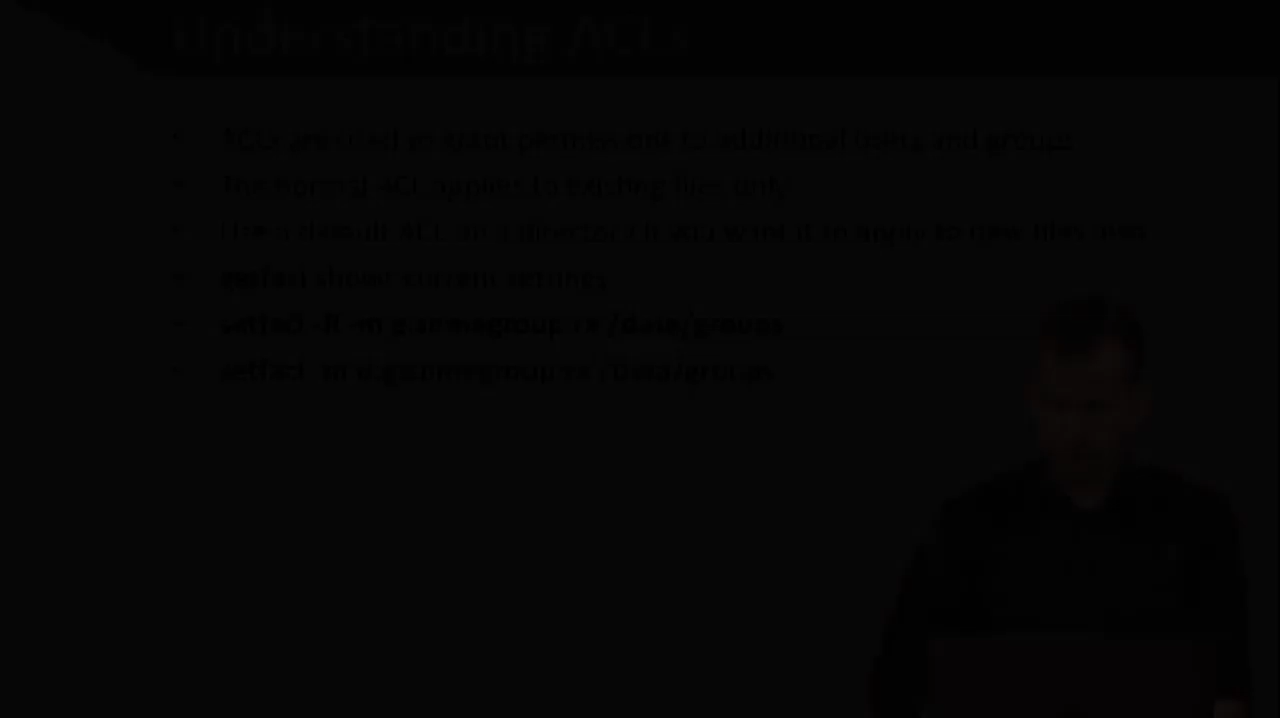 Understanding ACLs
ACLs are used to grant permissions to additional users and groups
The normal ACL applies to existing files only
Use a default ACL on a directory if you want it to apply to new files also
getfacl shows current settings
setfacl -R -m g:somegroup:rx /data/groups
setfacl -m d:g:somegroup:rx /data/groups